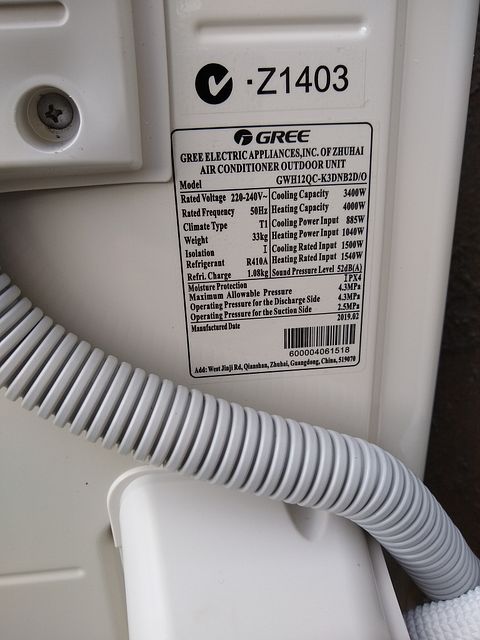 -Z1403
GREE
GREE ELECTRIC APPLIANCES,INC. OF ZHUHAI
AIR CONDITIONER OUTDOOR UNIT
Model GWH12QC-K3DNB2D/O
Rated Voltage 220-240V~ Cooling Capacity 3400W
Rated Frequency 50Hz Heating Capacity 4000W
Climate Type T1 Cooling Power Input 885W
Weight 33kg Heating Power Input 1040W
Isolation I Cooling Rated Input 1500W
Refrigerant R410A Heating Rated Input 1540W
Refri. Charge 1.08kg Sound Pressure Level 52dB(A)
Moisture Protection IPX4
Maximum Allowable Pressure 4.3MPa
Operating Pressure for the Discharge Side 4.3MPa
Operating Pressure for the Suction Side 2.5MPa
Manufactured Date 2019.02
600004061518
Add: West Jinji Rd, Qianshan, Zhuhai, Guangdong, China, 519070